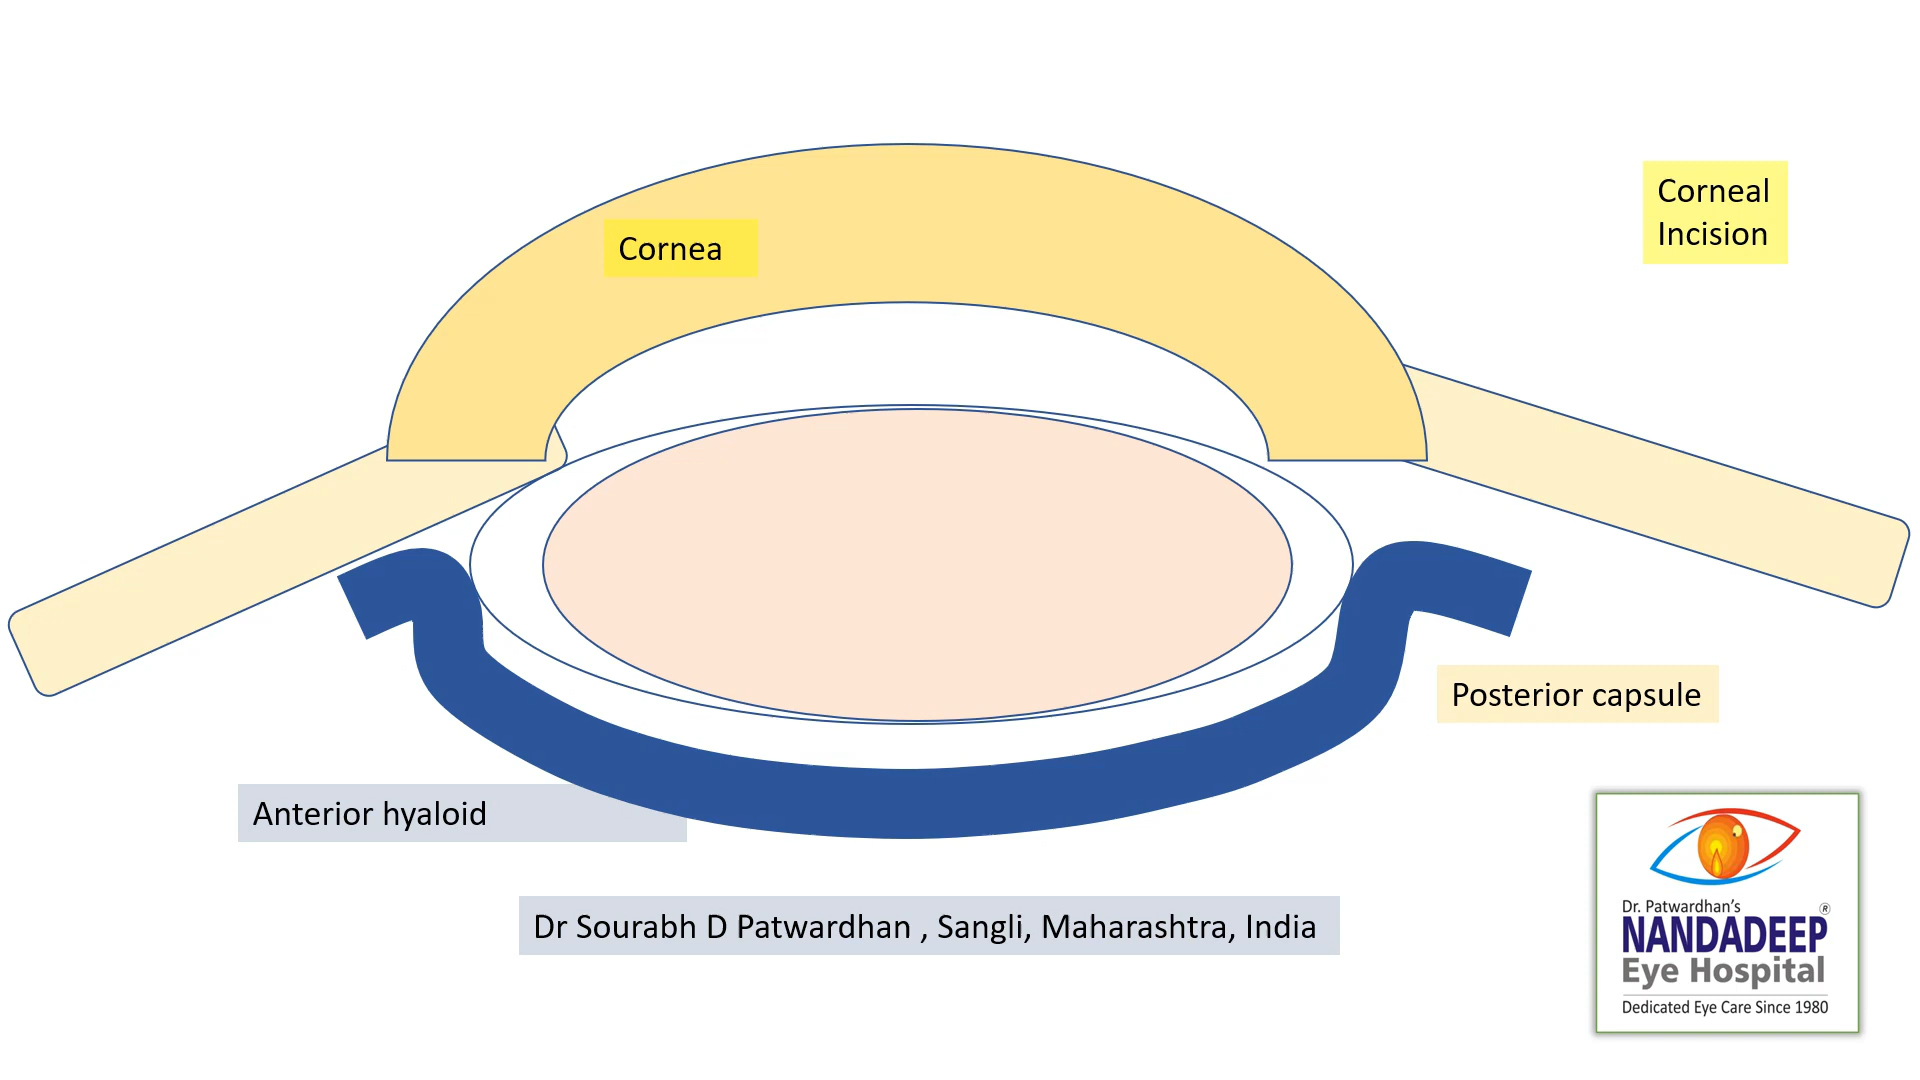 Cornea
Corneal
Incision
Posterior capsule
Anterior hyaloid
Dr Sourabh D Patwardhan , Sangli, Maharashtra, India
Dr. Patwardhan's
NANDADEEP ®
Eye Hospital
Dedicated Eye Care Since 1980